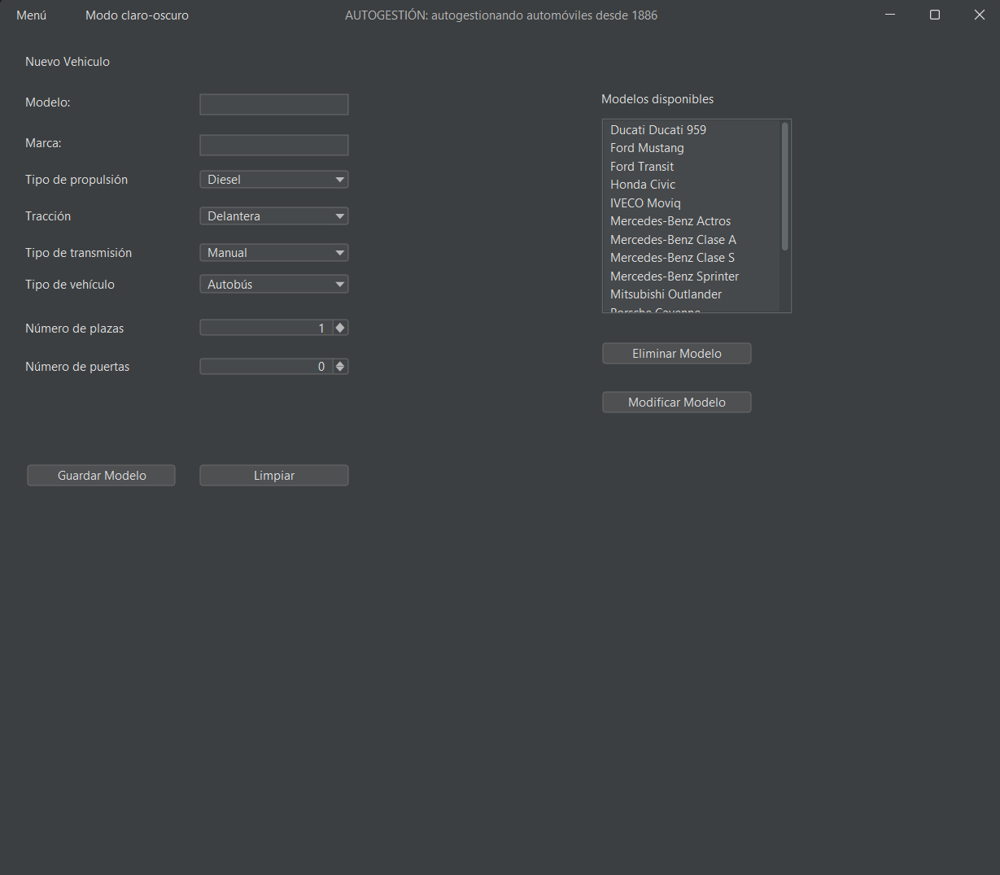 Menú Modo claro-oscuro AUTOGESTIÓN: autogestionando automóviles desde 1886
Nuevo Vehiculo
Modelo:
Marca:
Tipo de propulsión Diesel
Tracción Delantera
Tipo de transmisión Manual
Tipo de vehículo Autobús
Número de plazas 1
Número de puertas 0
Guardar Modelo Limpiar
Modelos disponibles
Ducati Ducati 959
Ford Mustang
Ford Transit
Honda Civic
IVECO Moviq
Mercedes-Benz Actros
Mercedes-Benz Clase A
Mercedes-Benz Clase S
Mercedes-Benz Sprinter
Mitsubishi Outlander
Porsche Cayenne
Eliminar Modelo
Modificar Modelo